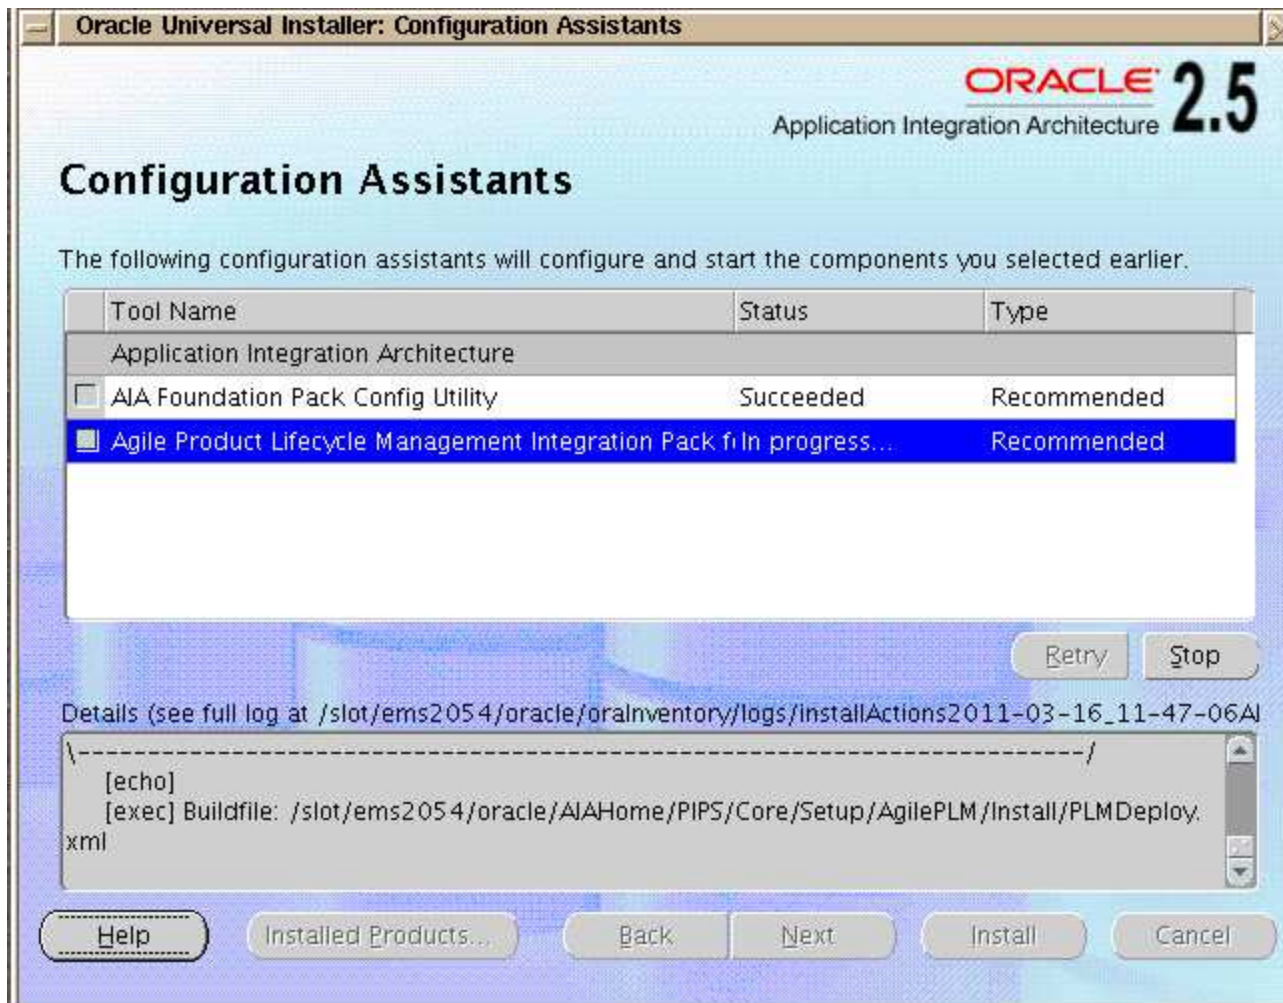 Oracle Universal Installer: Configuration Assistants
ORACLE 2.5
Application Integration Architecture
Configuration Assistants
The following configuration assistants will configure and start the components you selected earlier.
Tool Name Status Type
Application Integration Architecture
AIA Foundation Pack Config Utility Succeeded Recommended
Agile Product Lifecycle Management Integration Pack f In progress... Recommended
Retry Stop
Details (see full log at /slot/ems2054/oracle/oraInventory/logs/installActions2011-03-16_11-47-06A
\------------------------------------------------------------------------/
[echo]
[exec] Buildfile: /slot/ems2054/oracle/AIAHome/PIPS/Core/Setup/AgilePLM/Install/PLMDeploy.
xml
Help Installed Products... Back Next Install Cancel